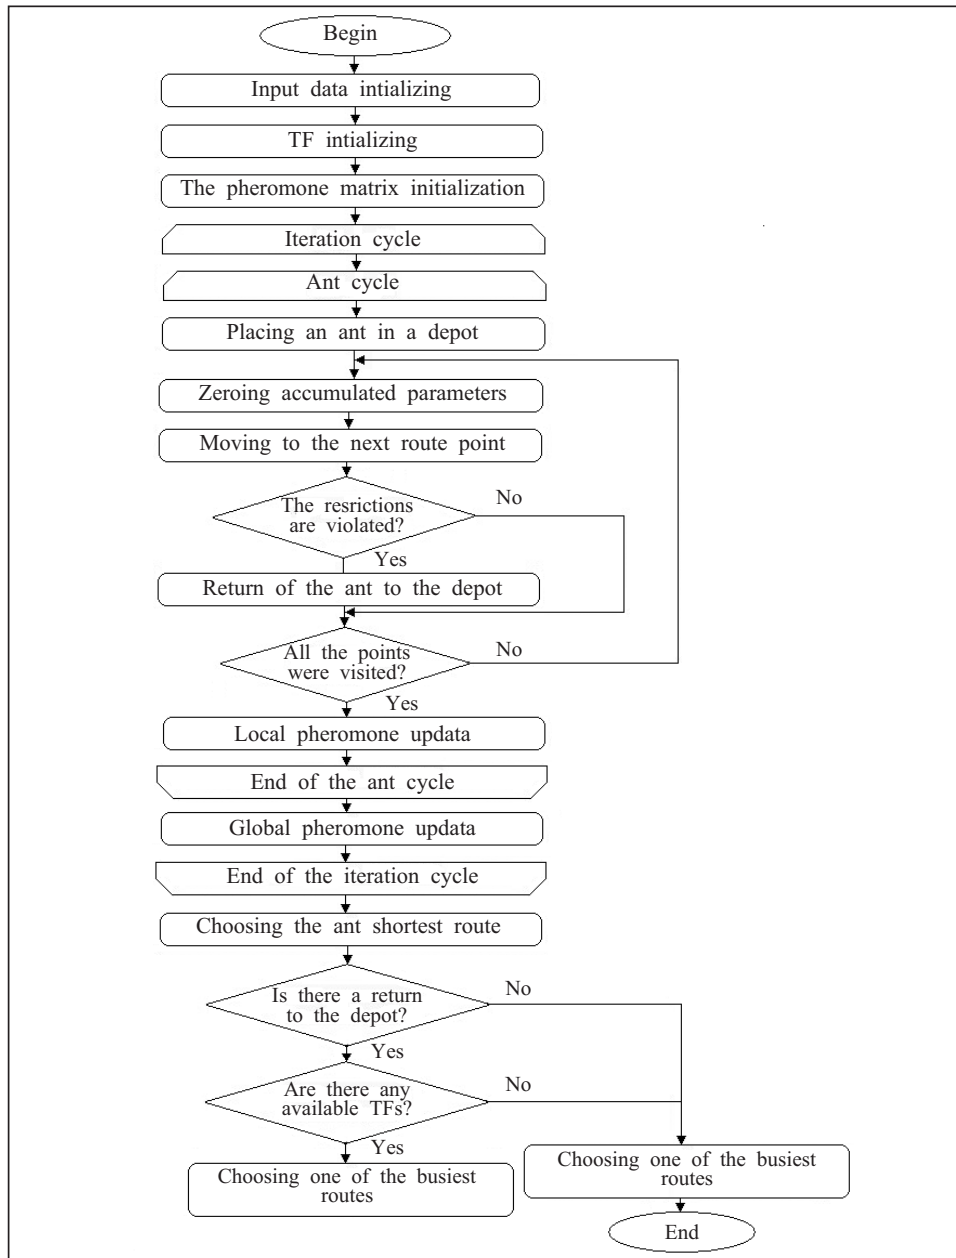 Begin
Input data intializing
TF intializing
The pheromone matrix initialization
Iteration cycle
Ant cycle
Placing an ant in a depot
Zeroing accumulated parameters
Moving to the next route point
The resrictions
are violated?
No
Yes
Return of the ant to the depot
All the points
were visited?
No
Yes
Local pheromone updata
End of the ant cycle
Global pheromone updata
End of the iteration cycle
Choosing the ant shortest route
Is there a return
to the depot?
No
Yes
Are there any
available TFs?
No
Yes
Choosing one of the busiest
routes
Choosing one of the busiest
routes
End